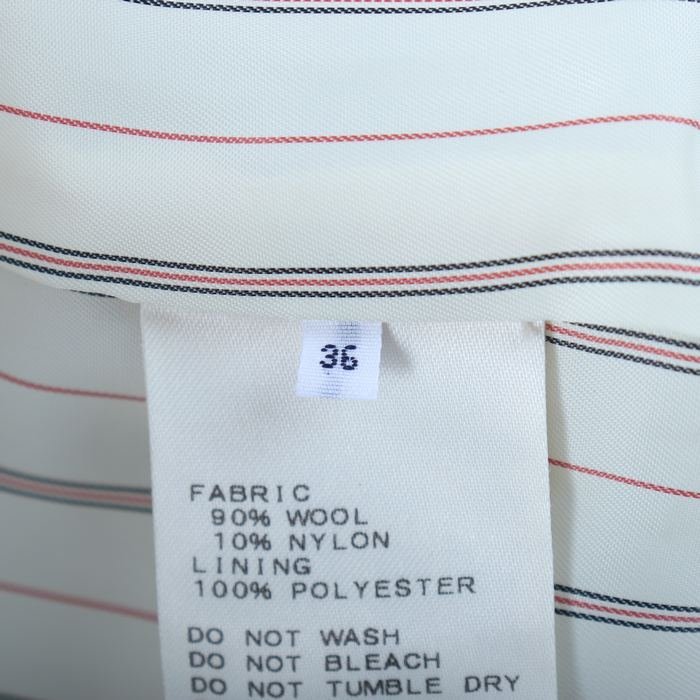 36
FABRIC
90% WOOL
10% NYLON
LINING
100% POLYESTER
DO NOT WASH
DO NOT BLEACH
DO NOT TUMBLE DRY